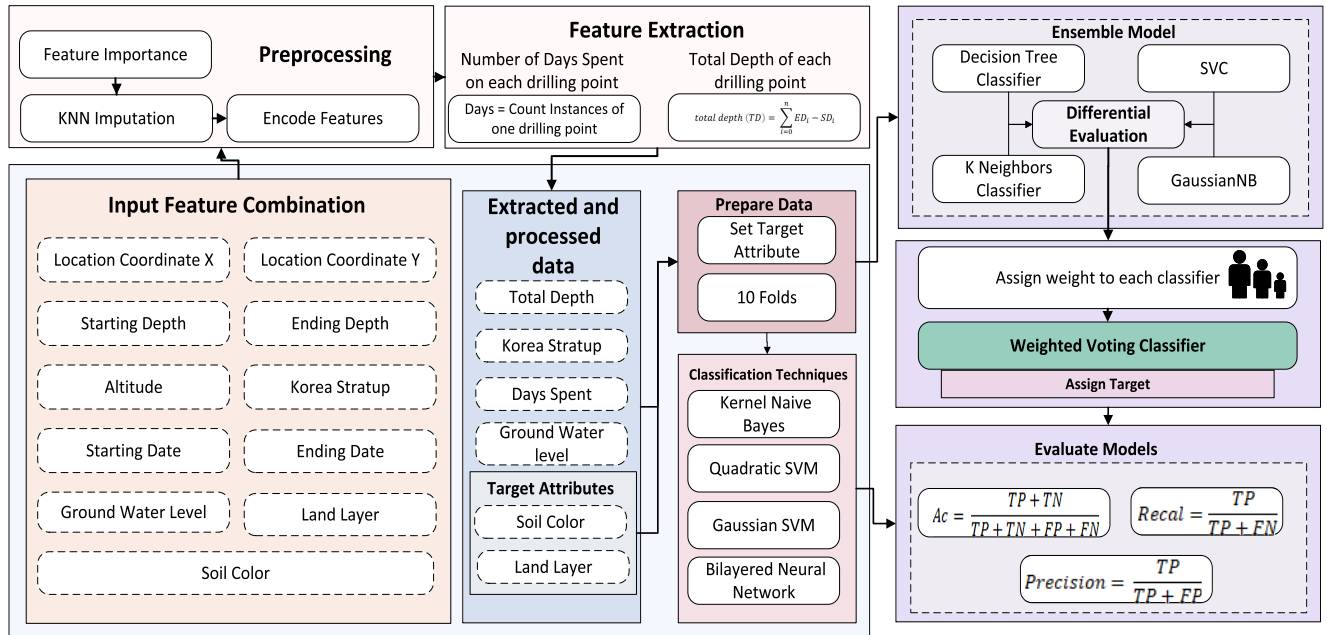 Preprocessing
Feature Importance
KNN Imputation
Encode Features
Feature Extraction
Number of Days Spent
on each drilling point
Days = Count Instances of
one drilling point
Total Depth of each
drilling point
total depth (TD) = \sum_{i=0}^{n} ED_i − SD_i
Input Feature Combination
Location Coordinate X
Location Coordinate Y
Starting Depth
Ending Depth
Altitude
Korea Stratup
Starting Date
Ending Date
Ground Water Level
Land Layer
Soil Color
Extracted and
processed
data
Total Depth
Korea Stratup
Days Spent
Ground Water
level
Target Attributes
Soil Color
Land Layer
Prepare Data
Set Target
Attribute
10 Folds
Classification Techniques
Kernel Naive
Bayes
Quadratic SVM
Gaussian SVM
Bilayered Neural
Network
Ensemble Model
Decision Tree
Classifier
SVC
Differential
Evaluation
K Neighbors
Classifier
GaussianNB
Assign weight to each classifier
Weighted Voting Classifier
Assign Target
Evaluate Models
Ac = \frac{TP + TN}{TP + TN + FP + FN}
Recal = \frac{TP}{TP + FN}
Precision = \frac{TP}{TP + FP}